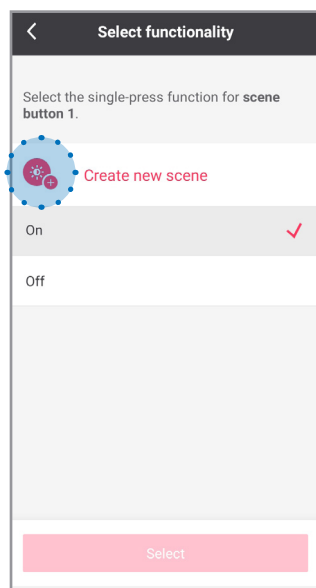 Select functionality
Select the single-press function for scene
button 1.
Create new scene
On
Off
Select